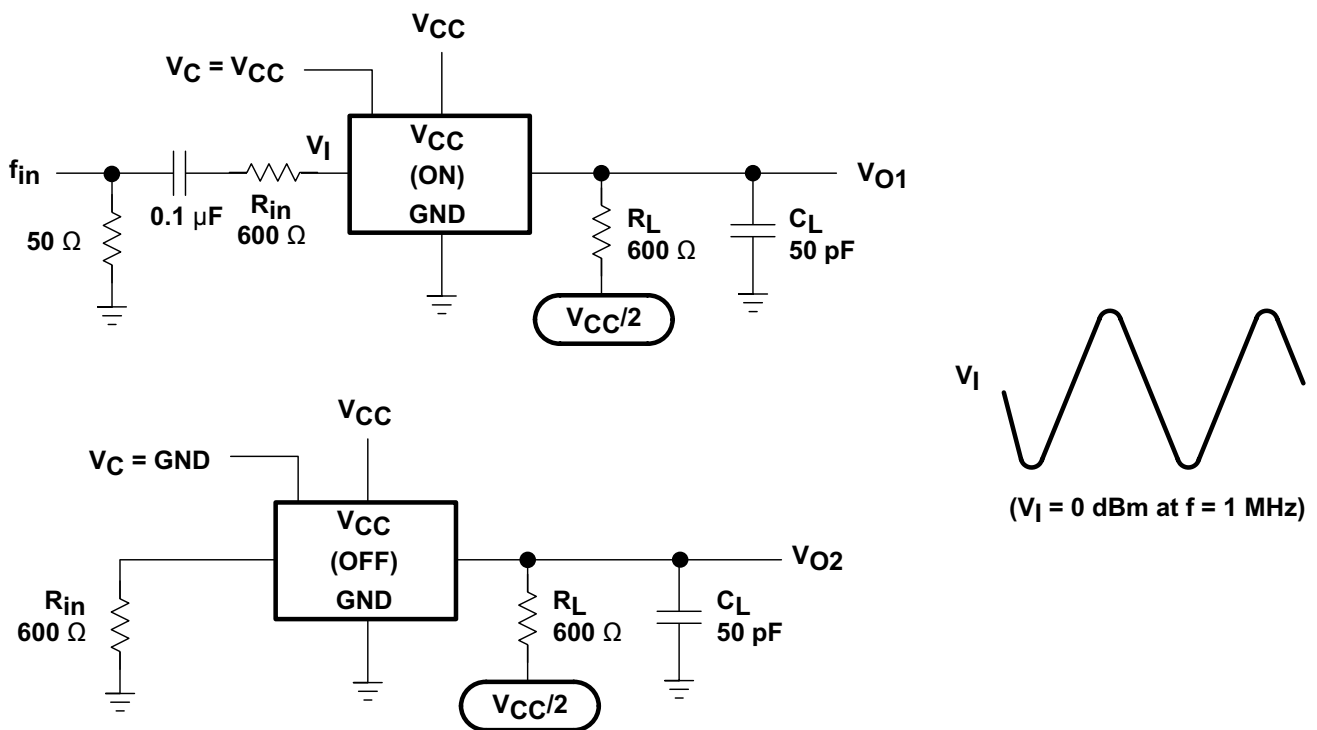 VCC
VC = VCC
fin
50 Ω
0.1 µF
Rin
600 Ω
VI
VCC
(ON)
GND
RL
600 Ω
VCC/2
CL
50 pF
VO1
VI
(VI = 0 dBm at f = 1 MHz)
VCC
VC = GND
Rin
600 Ω
VCC
(OFF)
GND
RL
600 Ω
VCC/2
CL
50 pF
VO2